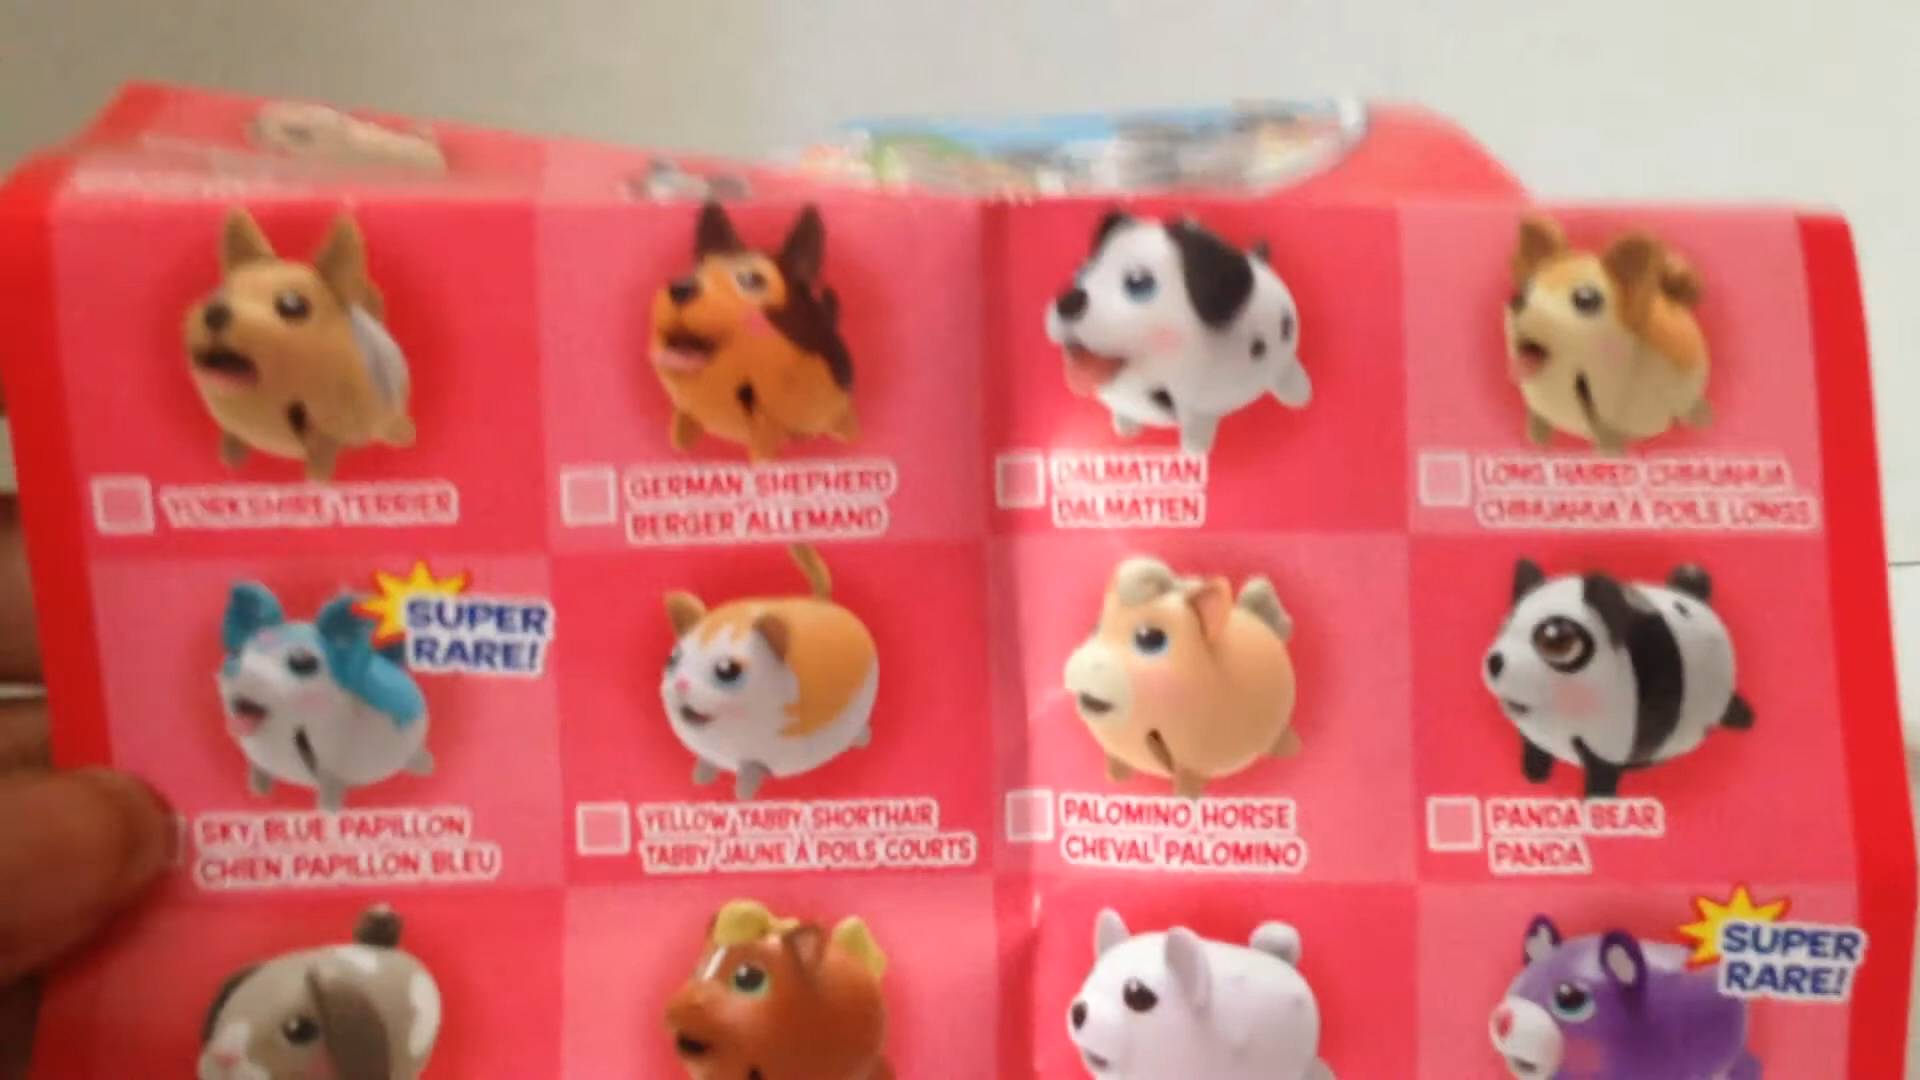 YORKSHIRE TERRIER
GERMAN SHEPHERD
BERGER ALLEMAND
DALMATIAN
DALMATIEN
LONG HAIRED CHIHUAHUA
CHIHUAHUA À POILS LONGS
SUPER
RARE!
SKY BLUE PAPILLON
CHIEN PAPILLON BLEU
YELLOW TABBY SHORTHAIR
TABBY JAUNE À POILS COURTS
PALOMINO HORSE
CHEVAL PALOMINO
PANDA BEAR
PANDA
SUPER
RARE!